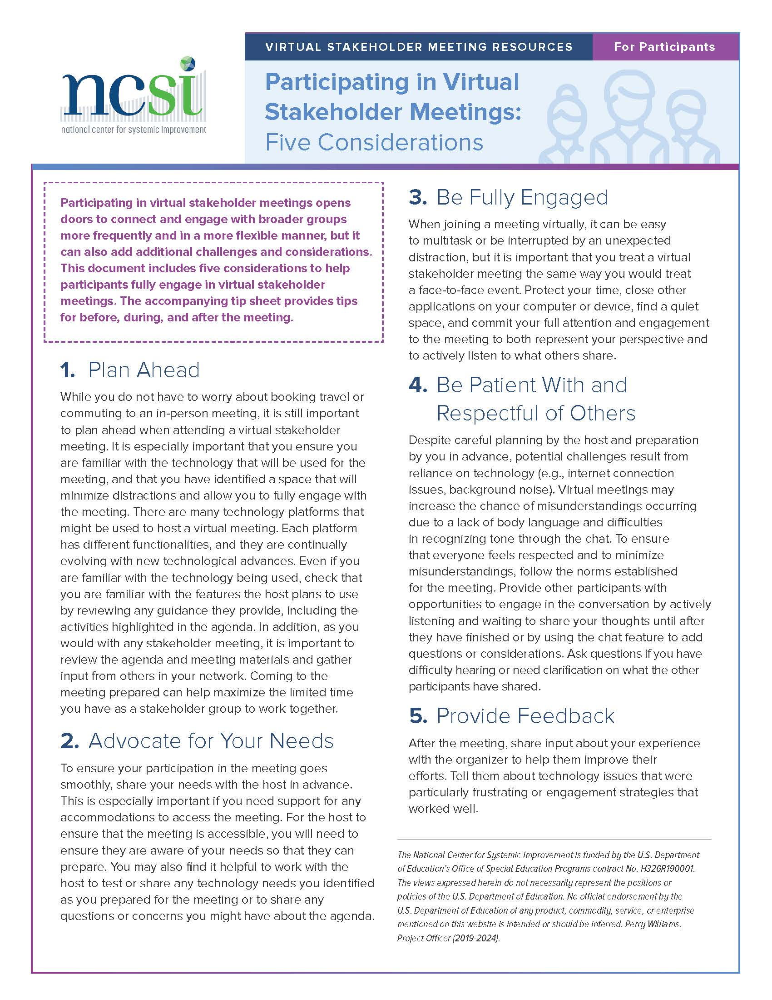 VIRTUAL STAKEHOLDER MEETING RESOURCES
For Participants
ncsi
national center for systemic improvement
Participating in Virtual
Stakeholder Meetings:
Five Considerations
Participating in virtual stakeholder meetings opens
doors to connect and engage with broader groups
more frequently and in a more flexible manner, but it
can also add additional challenges and considerations.
This document includes five considerations to help
participants fully engage in virtual stakeholder
meetings. The accompanying tip sheet provides tips
for before, during, and after the meeting.
1. Plan Ahead
While you do not have to worry about booking travel or
commuting to an in-person meeting, it is still important
to plan ahead when attending a virtual stakeholder
meeting. It is especially important that you ensure you
are familiar with the technology that will be used for the
meeting, and that you have identified a space that will
minimize distractions and allow you to fully engage with
the meeting. There are many technology platforms that
might be used to host a virtual meeting. Each platform
has different functionalities, and they are continually
evolving with new technological advances. Even if you
are familiar with the technology being used, check that
you are familiar with the features the host plans to use
by reviewing any guidance they provide, including the
activities highlighted in the agenda. In addition, as you
would with any stakeholder meeting, it is important to
review the agenda and meeting materials and gather
input from others in your network. Coming to the
meeting prepared can help maximize the limited time
you have as a stakeholder group to work together.
2. Advocate for Your Needs
To ensure your participation in the meeting goes
smoothly, share your needs with the host in advance.
This is especially important if you need support for any
accommodations to access the meeting. For the host to
ensure that the meeting is accessible, you will need to
ensure they are aware of your needs so that they can
prepare. You may also find it helpful to work with the
host to test or share any technology needs you identified
as you prepared for the meeting or to share any
questions or concerns you might have about the agenda.
3. Be Fully Engaged
When joining a meeting virtually, it can be easy
to multitask or be interrupted by an unexpected
distraction, but it is important that you treat a virtual
stakeholder meeting the same way you would treat
a face-to-face event. Protect your time, close other
applications on your computer or device, find a quiet
space, and commit your full attention and engagement
to the meeting to both represent your perspective and
to actively listen to what others share.
4. Be Patient With and
Respectful of Others
Despite careful planning by the host and preparation
by you in advance, potential challenges result from
reliance on technology (e.g., internet connection
issues, background noise). Virtual meetings may
increase the chance of misunderstandings occurring
due to a lack of body language and difficulties
in recognizing tone through the chat. To ensure
that everyone feels respected and to minimize
misunderstandings, follow the norms established
for the meeting. Provide other participants with
opportunities to engage in the conversation by actively
listening and waiting to share your thoughts until after
they have finished or by using the chat feature to add
questions or considerations. Ask questions if you have
difficulty hearing or need clarification on what the other
participants have shared.
5. Provide Feedback
After the meeting, share input about your experience
with the organizer to help them improve their
efforts. Tell them about technology issues that were
particularly frustrating or engagement strategies that
worked well.
The National Center for Systemic Improvement is funded by the U.S. Department
of Education's Office of Special Education Programs contract No. H326R190001.
The views expressed herein do not necessarily represent the positions or
policies of the U.S. Department of Education. No official endorsement by the
U.S. Department of Education of any product, commodity, service, or enterprise
mentioned on this website is intended or should be inferred. Perry Williams,
Project Officer (2019-2024).